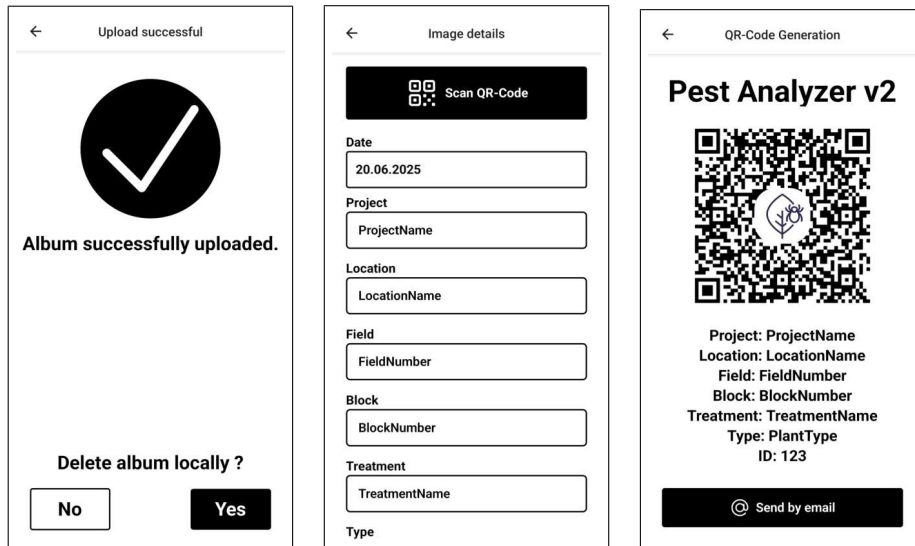 Upload successful
Album successfully uploaded.
Delete album locally ?
No
Yes
Image details
Scan QR-Code
Date
20.06.2025
Project
ProjectName
Location
LocationName
Field
FieldNumber
Block
BlockNumber
Treatment
TreatmentName
Type
QR-Code Generation
Pest Analyzer v2
Project: ProjectName
Location: LocationName
Field: FieldNumber
Block: BlockNumber
Treatment: TreatmentName
Type: PlantType
ID: 123
Send by email